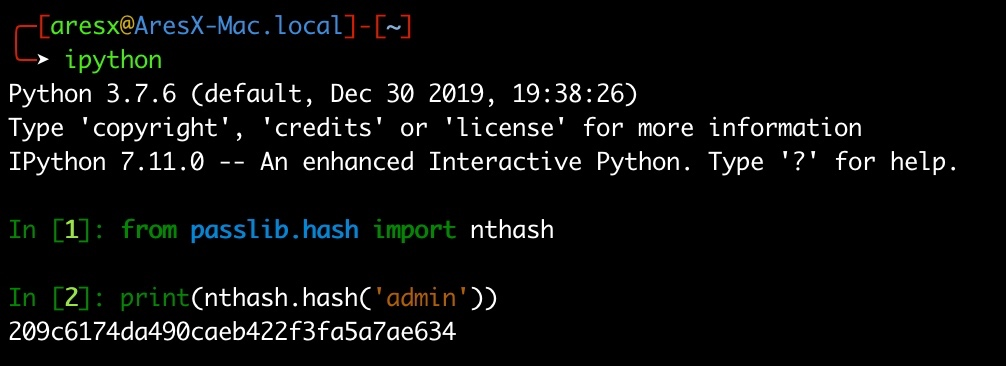 [aresx@AresX-Mac.local]-[~]
➤ ipython
Python 3.7.6 (default, Dec 30 2019, 19:38:26)
Type 'copyright', 'credits' or 'license' for more information
IPython 7.11.0 -- An enhanced Interactive Python. Type '?' for help.
In [1]: from passlib.hash import nthash
In [2]: print(nthash.hash('admin'))
209c6174da490caeb422f3fa5a7ae634